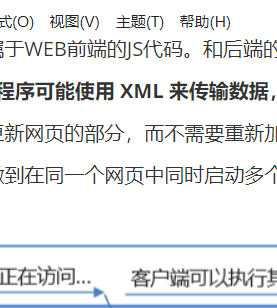 式(O) 视图(V) 主题(T) 帮助(H)
属于WEB前端的JS代码。和后端的
程序可能使用 XML 来传输数据，
更新网页的部分，而不需要重新加
做到在同一个网页中同时启动多个
正在访问... 客户端可以执行其